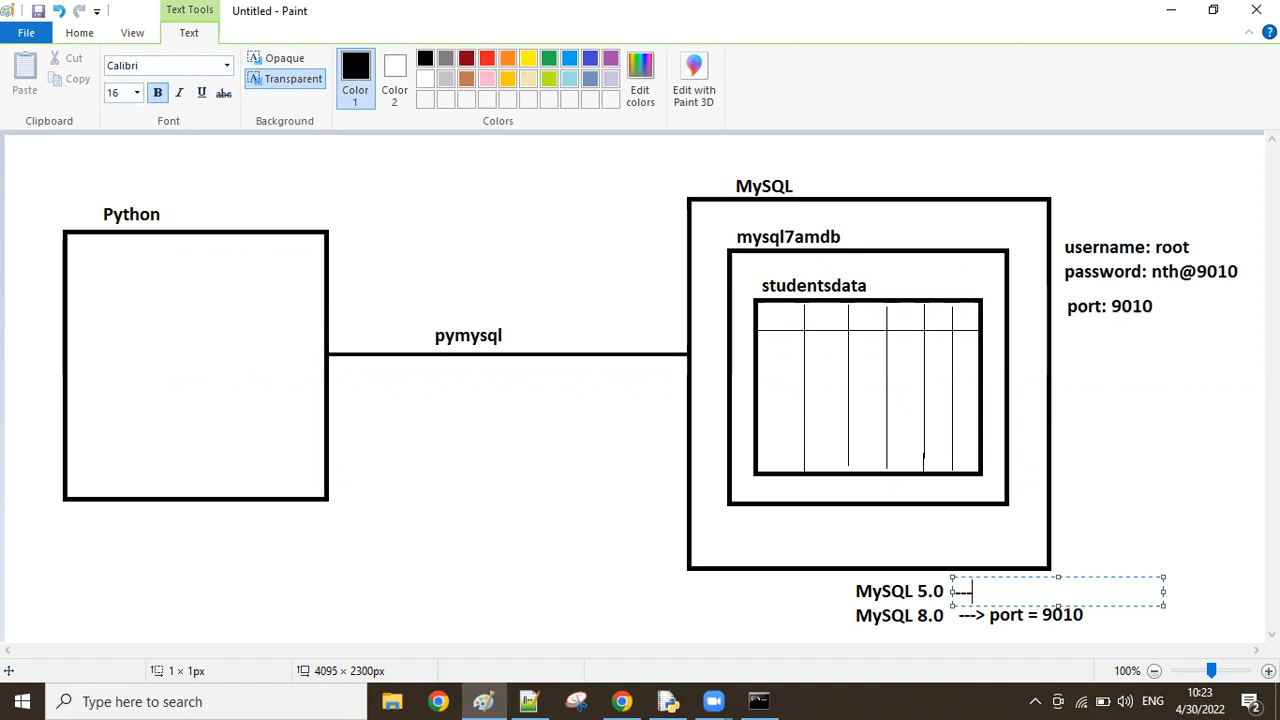 Text Tools
Untitled - Paint
File
Home
View
Text
Paste
Cut
Copy
Clipboard
Calibri
16
B
I
U
abc
Font
Opaque
Transparent
Background
Color 1
Color 2
Edit colors
Colors
Edit with Paint 3D
Python
pymysql
MySQL
mysql7amdb
studentsdata
username: root
password: nth@9010
port: 9010
MySQL 5.0 ---
MySQL 8.0 ---> port = 9010
1 × 1px
4095 × 2300px
100%
Type here to search
ENG
10:23
4/30/2022
2